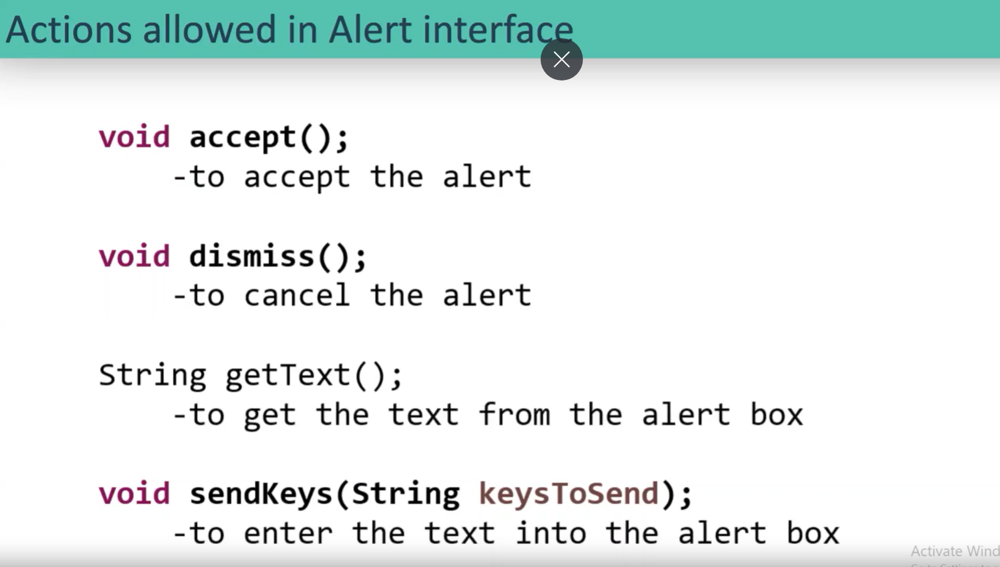 Actions allowed in Alert interface
void accept();
-to accept the alert
void dismiss();
-to cancel the alert
String getText();
-to get the text from the alert box
void sendKeys(String keysToSend);
-to enter the text into the alert box
Activate Wind